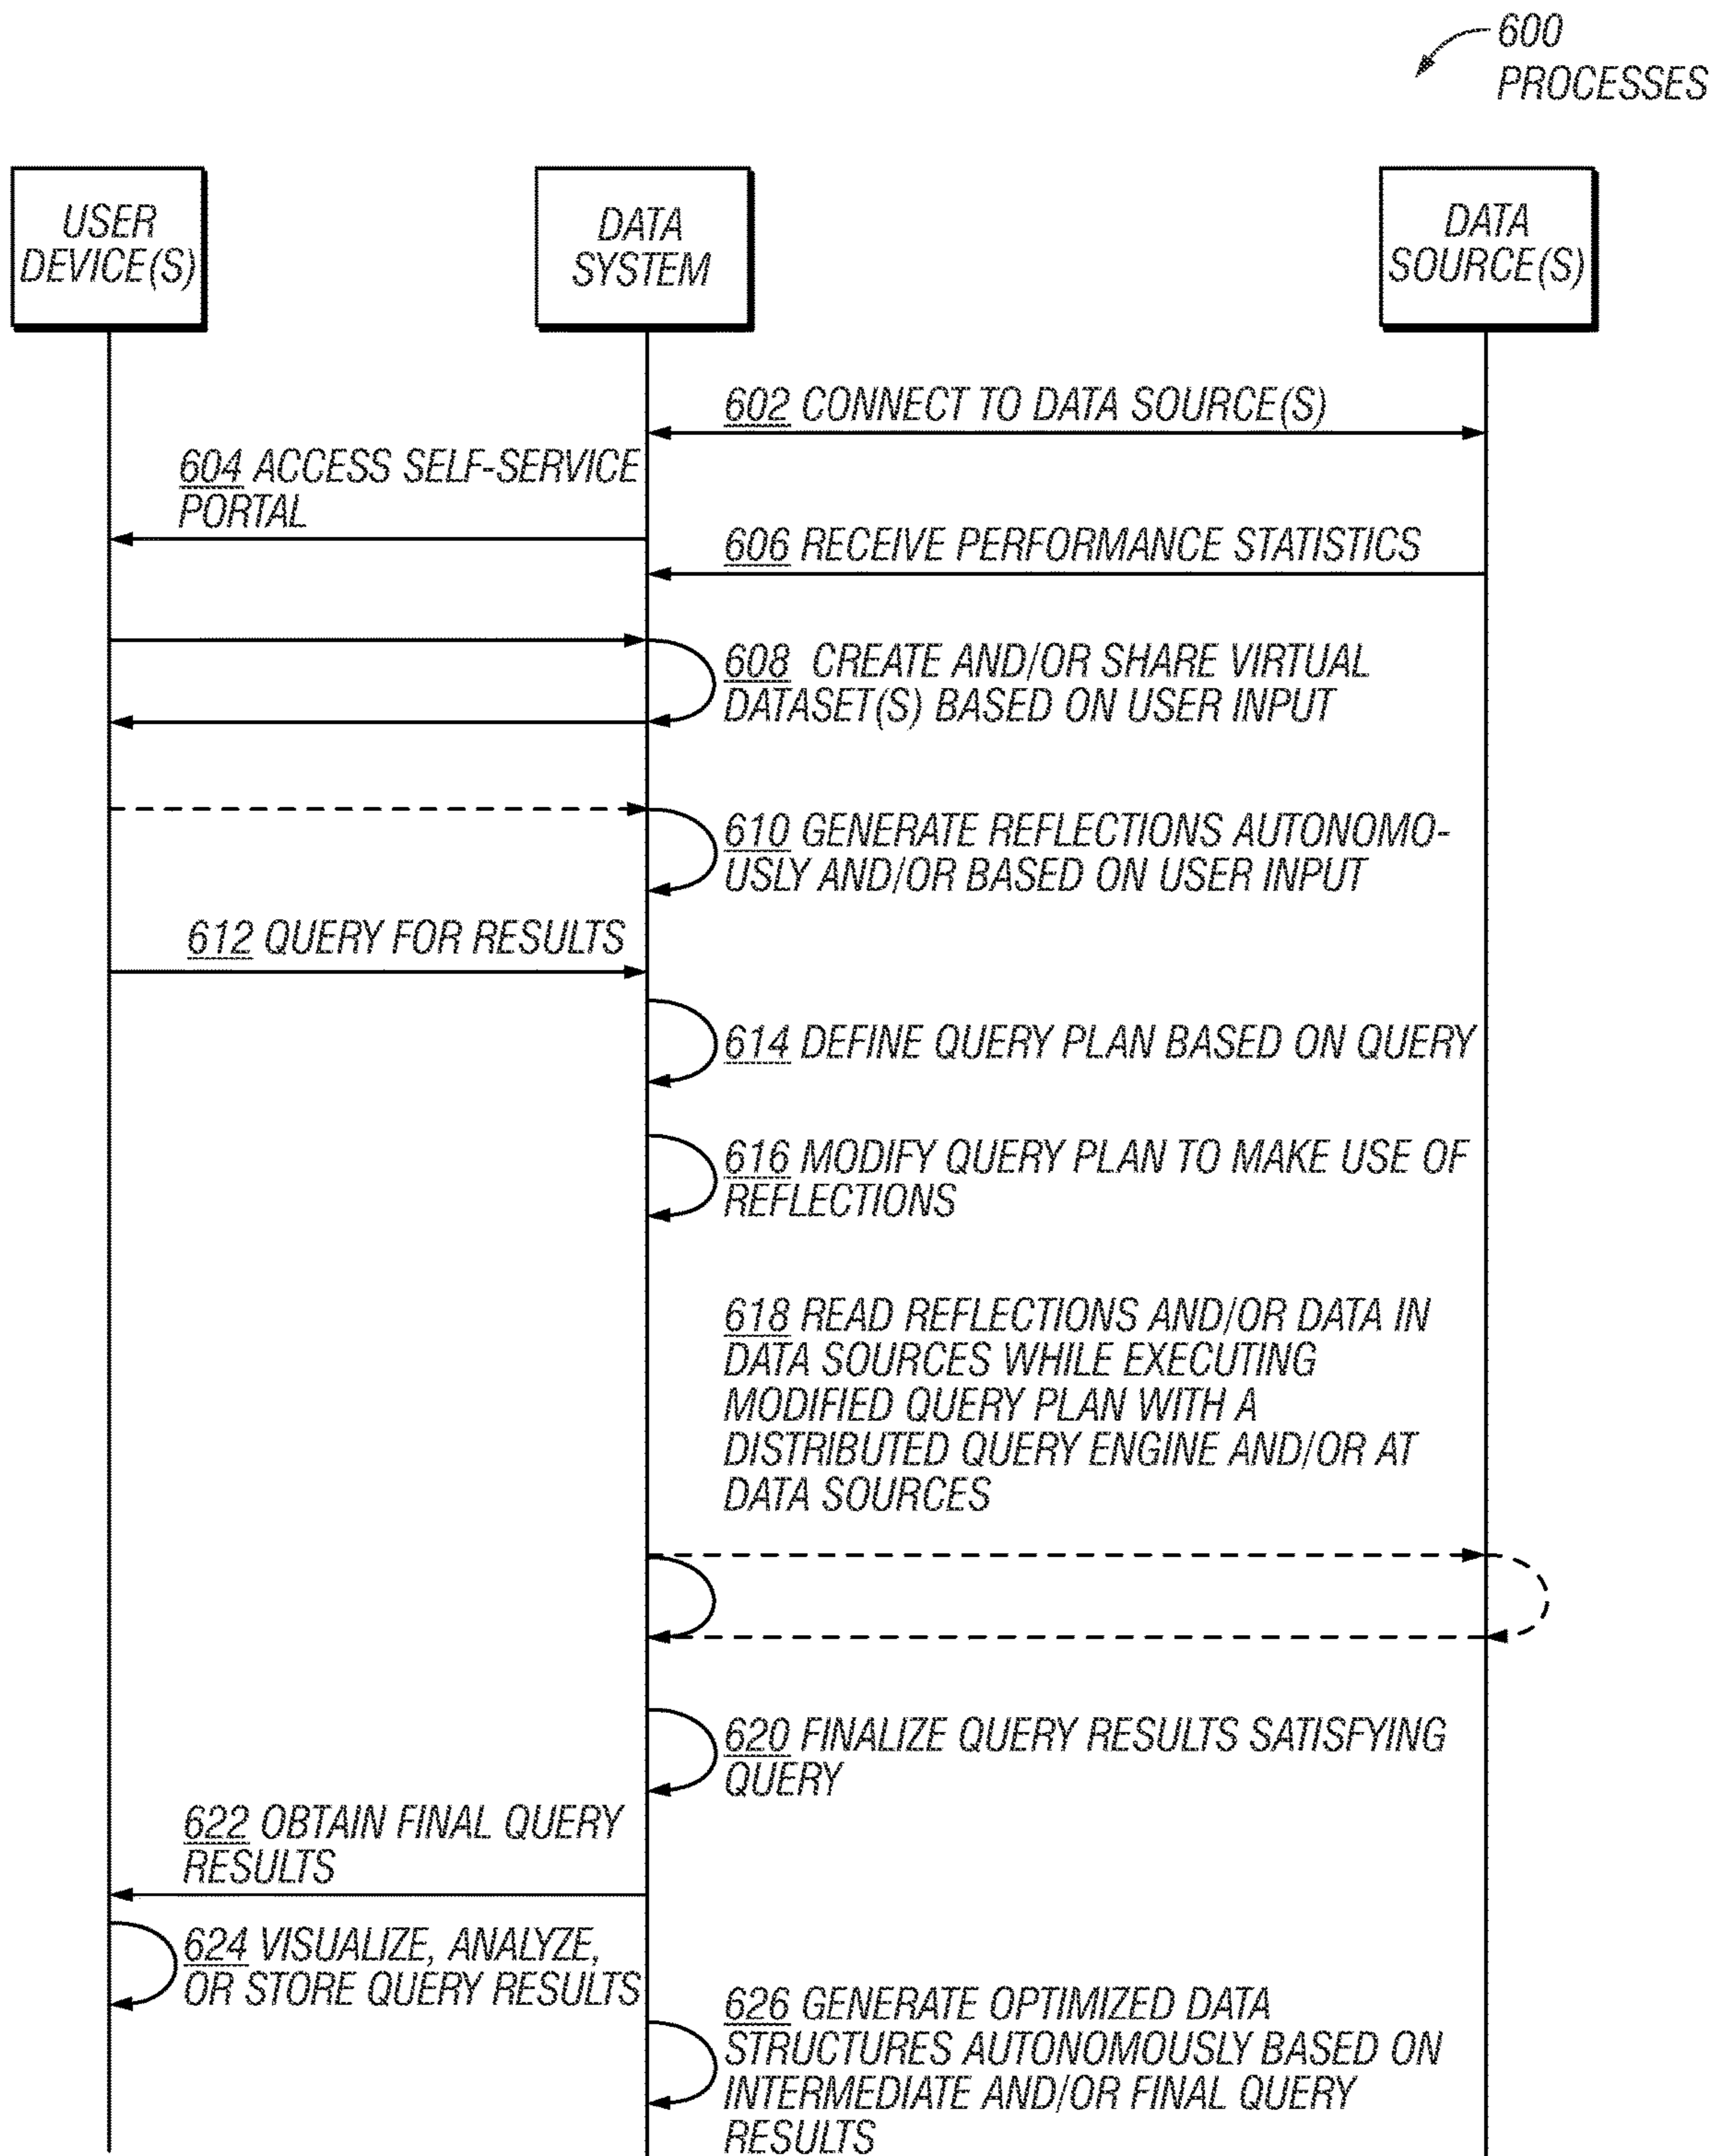 600
PROCESSES
USER
DEVICE(S)
DATA
SYSTEM
DATA
SOURCE(S)
602 CONNECT TO DATA SOURCE(S)
604 ACCESS SELF-SERVICE
PORTAL
606 RECEIVE PERFORMANCE STATISTICS
608 CREATE AND/OR SHARE VIRTUAL
DATASET(S) BASED ON USER INPUT
610 GENERATE REFLECTIONS AUTONOMO-
USLY AND/OR BASED ON USER INPUT
612 QUERY FOR RESULTS
614 DEFINE QUERY PLAN BASED ON QUERY
616 MODIFY QUERY PLAN TO MAKE USE OF
REFLECTIONS
618 READ REFLECTIONS AND/OR DATA IN
DATA SOURCES WHILE EXECUTING
MODIFIED QUERY PLAN WITH A
DISTRIBUTED QUERY ENGINE AND/OR AT
DATA SOURCES
620 FINALIZE QUERY RESULTS SATISFYING
QUERY
622 OBTAIN FINAL QUERY
RESULTS
624 VISUALIZE, ANALYZE,
OR STORE QUERY RESULTS
626 GENERATE OPTIMIZED DATA
STRUCTURES AUTONOMOUSLY BASED ON
INTERMEDIATE AND/OR FINAL QUERY
RESULTS